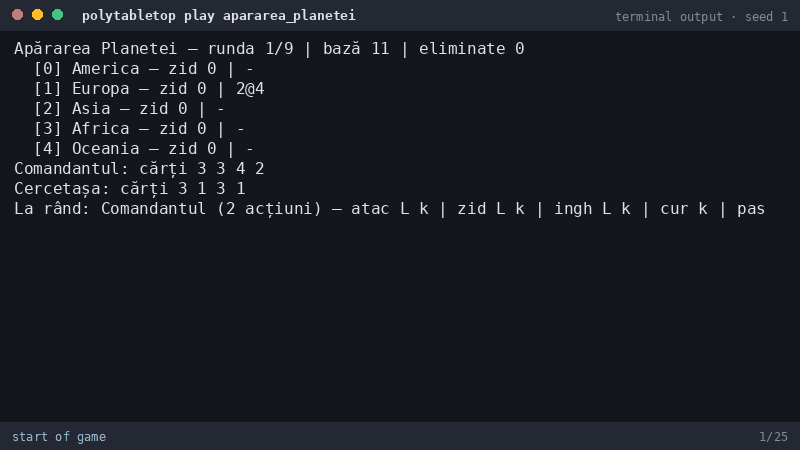 polytabletop play apararea_planetei
terminal output · seed 1
Apărarea Planetei — runda 1/9 | bază 11 | eliminate 0
[0] America — zid 0 | -
[1] Europa — zid 0 | 2@4
[2] Asia — zid 0 | -
[3] Africa — zid 0 | -
[4] Oceania — zid 0 | -
Comandantul: cărți 3 3 4 2
Cercetașa: cărți 3 1 3 1
La rând: Comandantul (2 acțiuni) — atac L k | zid L k | ingh L k | cur k | pas
start of game
1/25